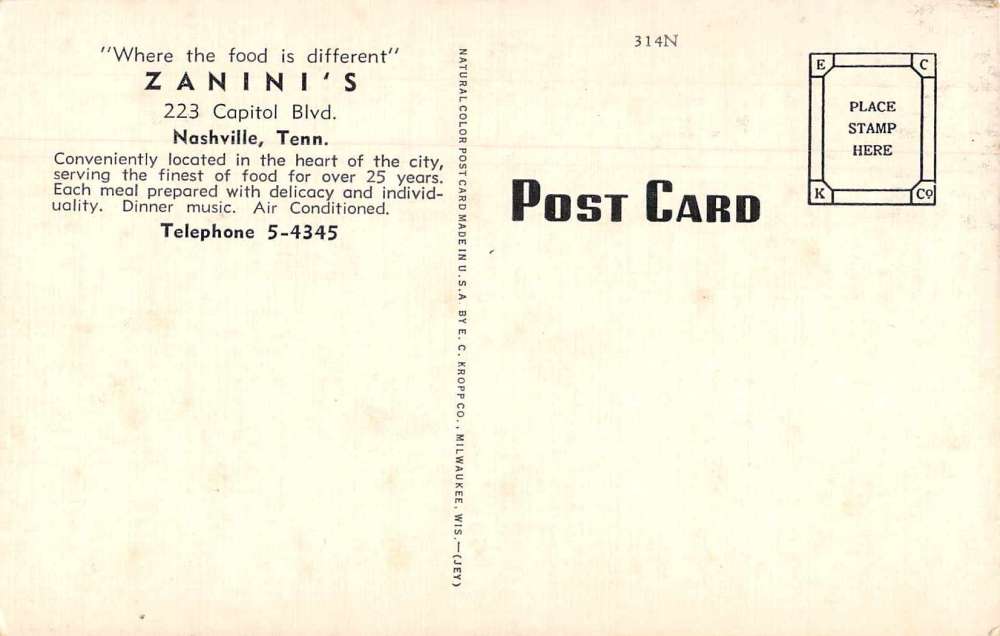 "Where the food is different"
ZANINI'S
223 Capitol Blvd.
Nashville, Tenn.
Conveniently located in the heart of the city,
serving the finest of food for over 25 years.
Each meal prepared with delicacy and individ-
uality. Dinner music. Air Conditioned.
Telephone 5-4345
NATURAL COLOR POST CARD MADE IN U.S.A BY E. C. KROPP CO., MILWAUKEE, WIS.—(JEY)
314N
POST CARD
E C
PLACE
STAMP
HERE
K Co